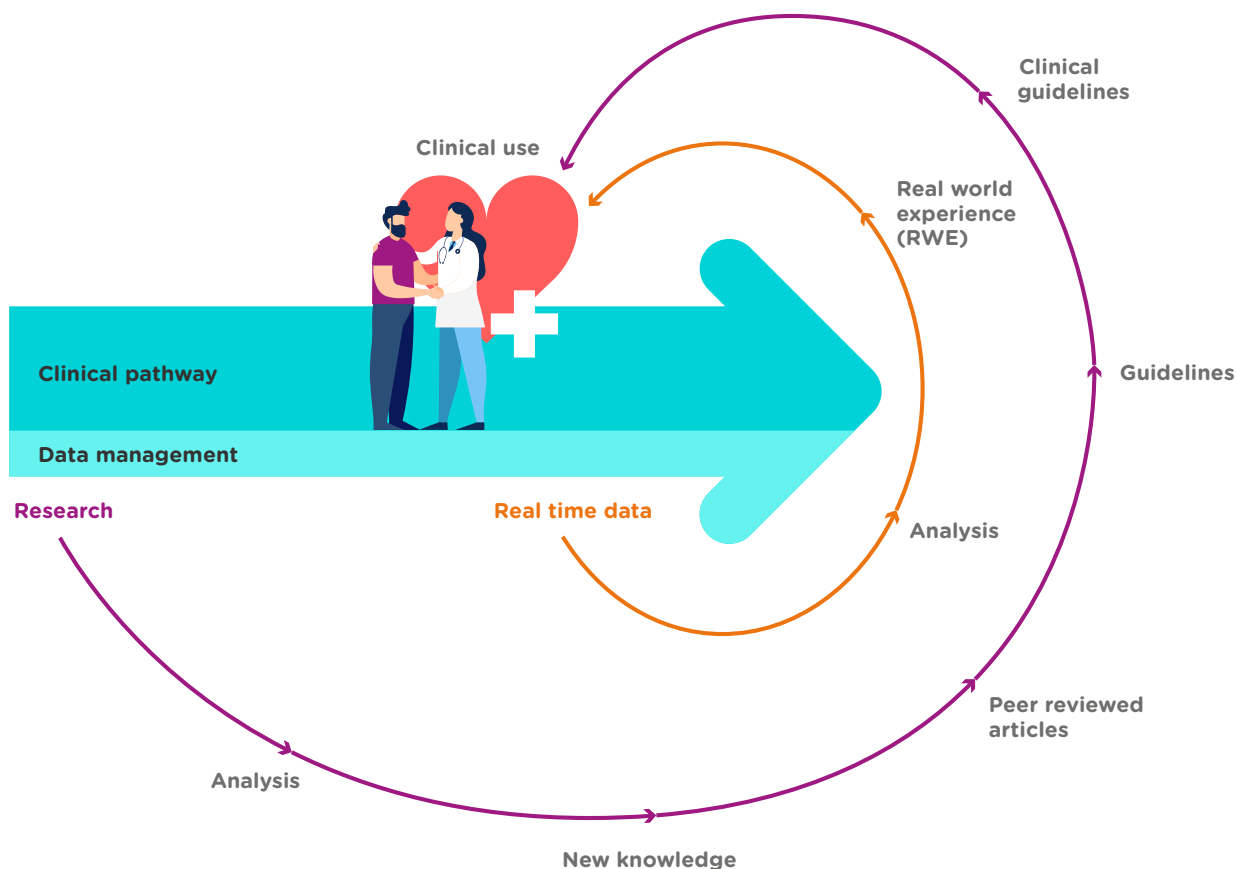 Clinical
guidelines
Clinical use
Real world
experience
(RWE)
Clinical pathway
Guidelines
Data management
Research
Real time data
Analysis
Peer reviewed
articles
Analysis
New knowledge